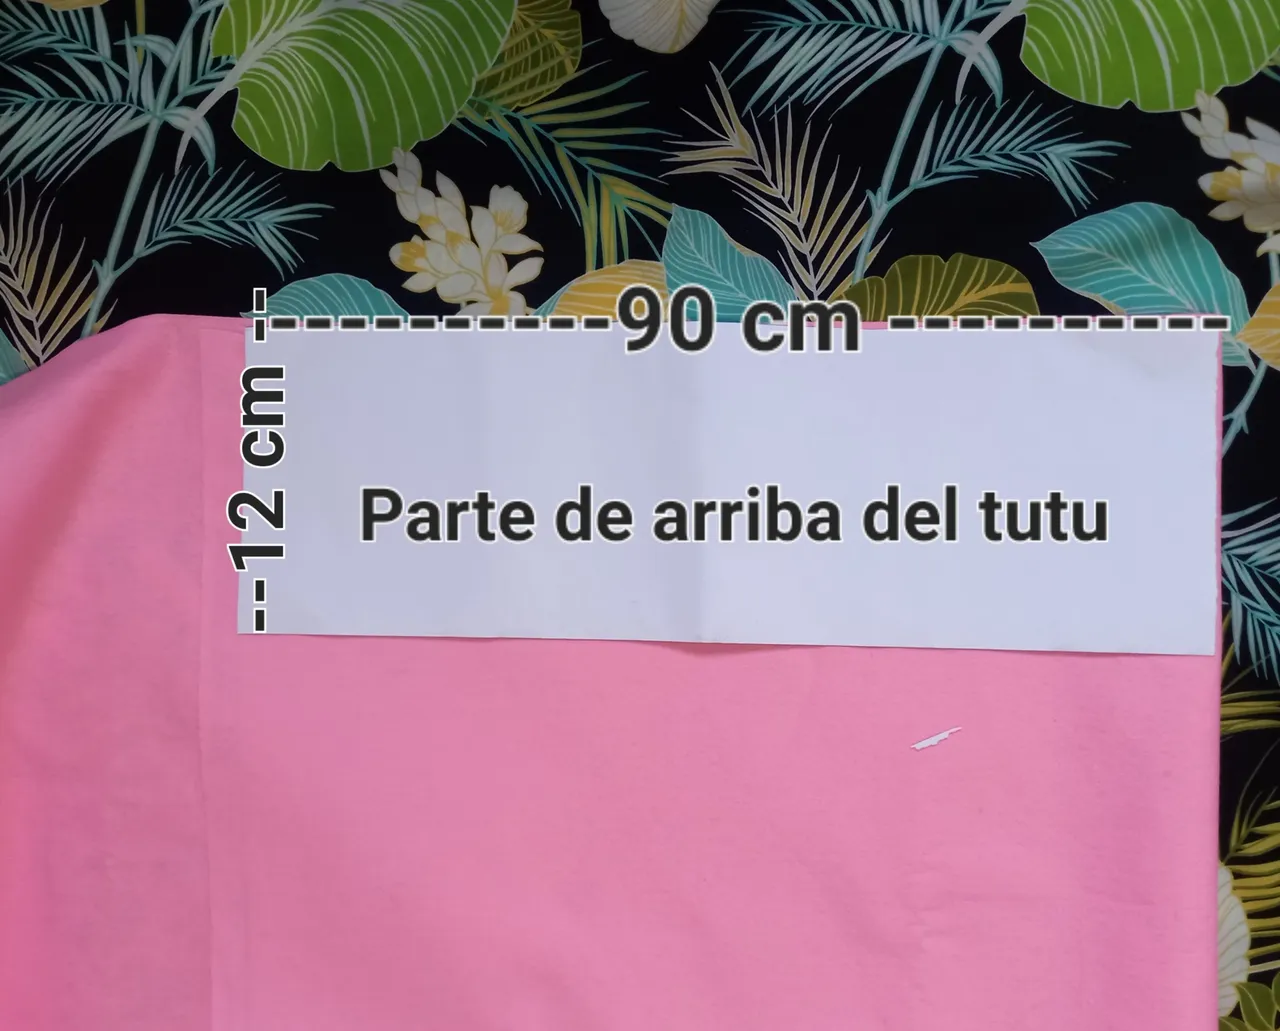 90 cm
12 cm
Parte de arriba del tutu